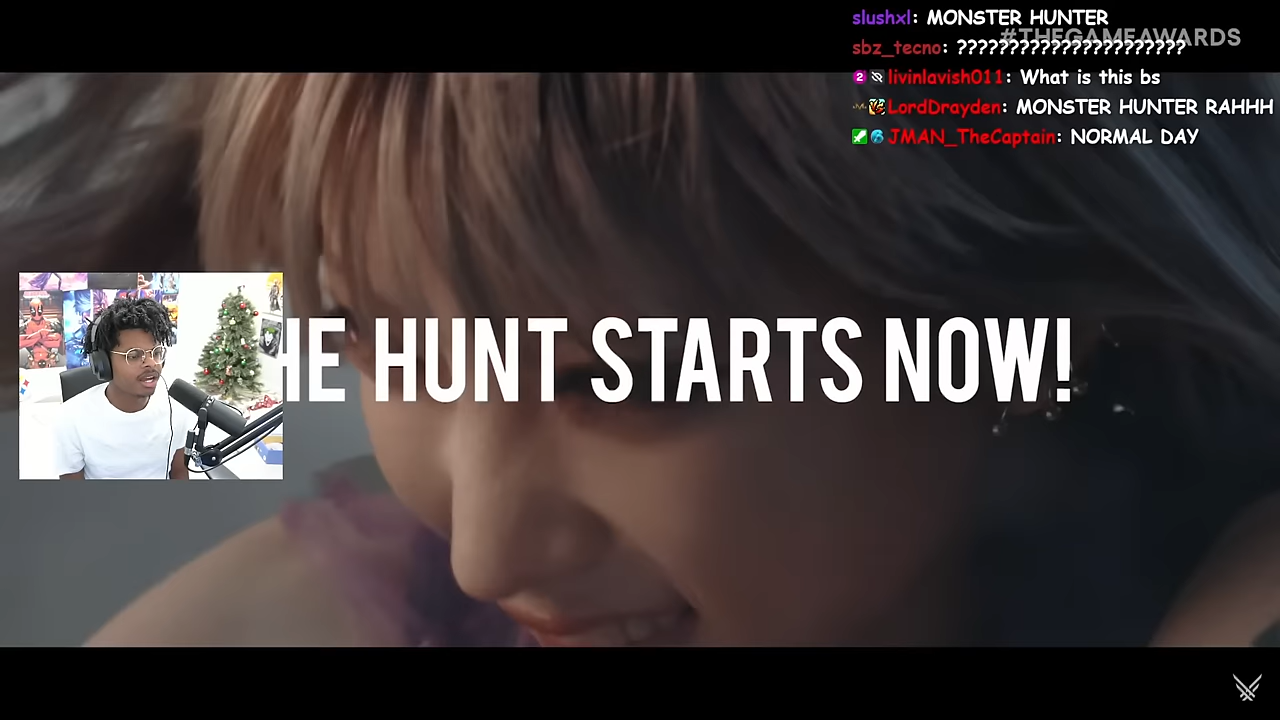 slushxl: MONSTER HUNTER
#THEGAMEAWARDS
sbz_tecno: ??????????????????????
2 livinlavish011: What is this bs
LordDrayden: MONSTER HUNTER RAHHH
JMAN_TheCaptain: NORMAL DAY
HE HUNT STARTS NOW!